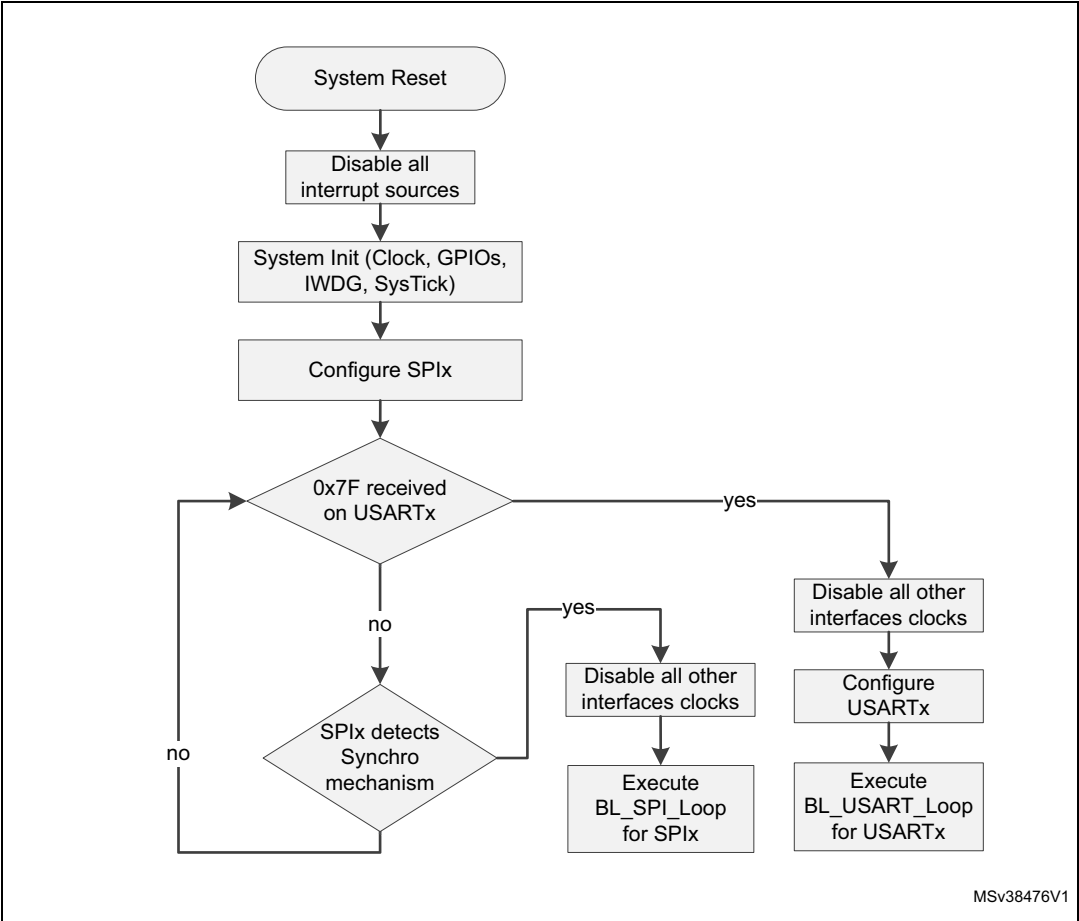 System Reset
Disable all
interrupt sources
System Init (Clock, GPIOs,
IWDG, SysTick)
Configure SPIx
0x7F received
on USARTx
yes
no
Disable all other
interfaces clocks
Configure
USARTx
Execute
BL_USART_Loop
for USARTx
SPIx detects
Synchro
mechanism
no
yes
Disable all other
interfaces clocks
Execute
BL_SPI_Loop
for SPIx
MSv38476V1